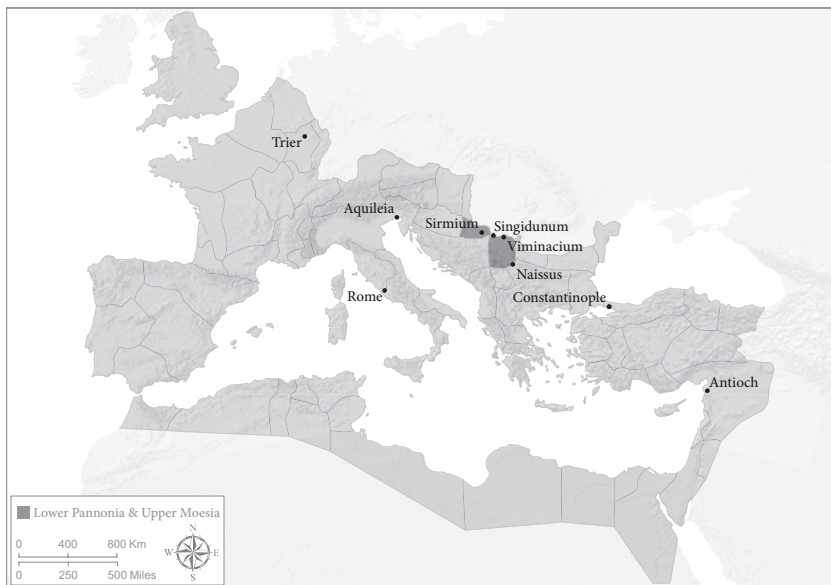 Trier
Aquileia
Sirmium
Singidunum
Viminacium
Naissus
Rome
Constantinople
Antioch
Lower Pannonia & Upper Moesia
N
W
E
S
0 400 800 Km
0 250 500 Miles